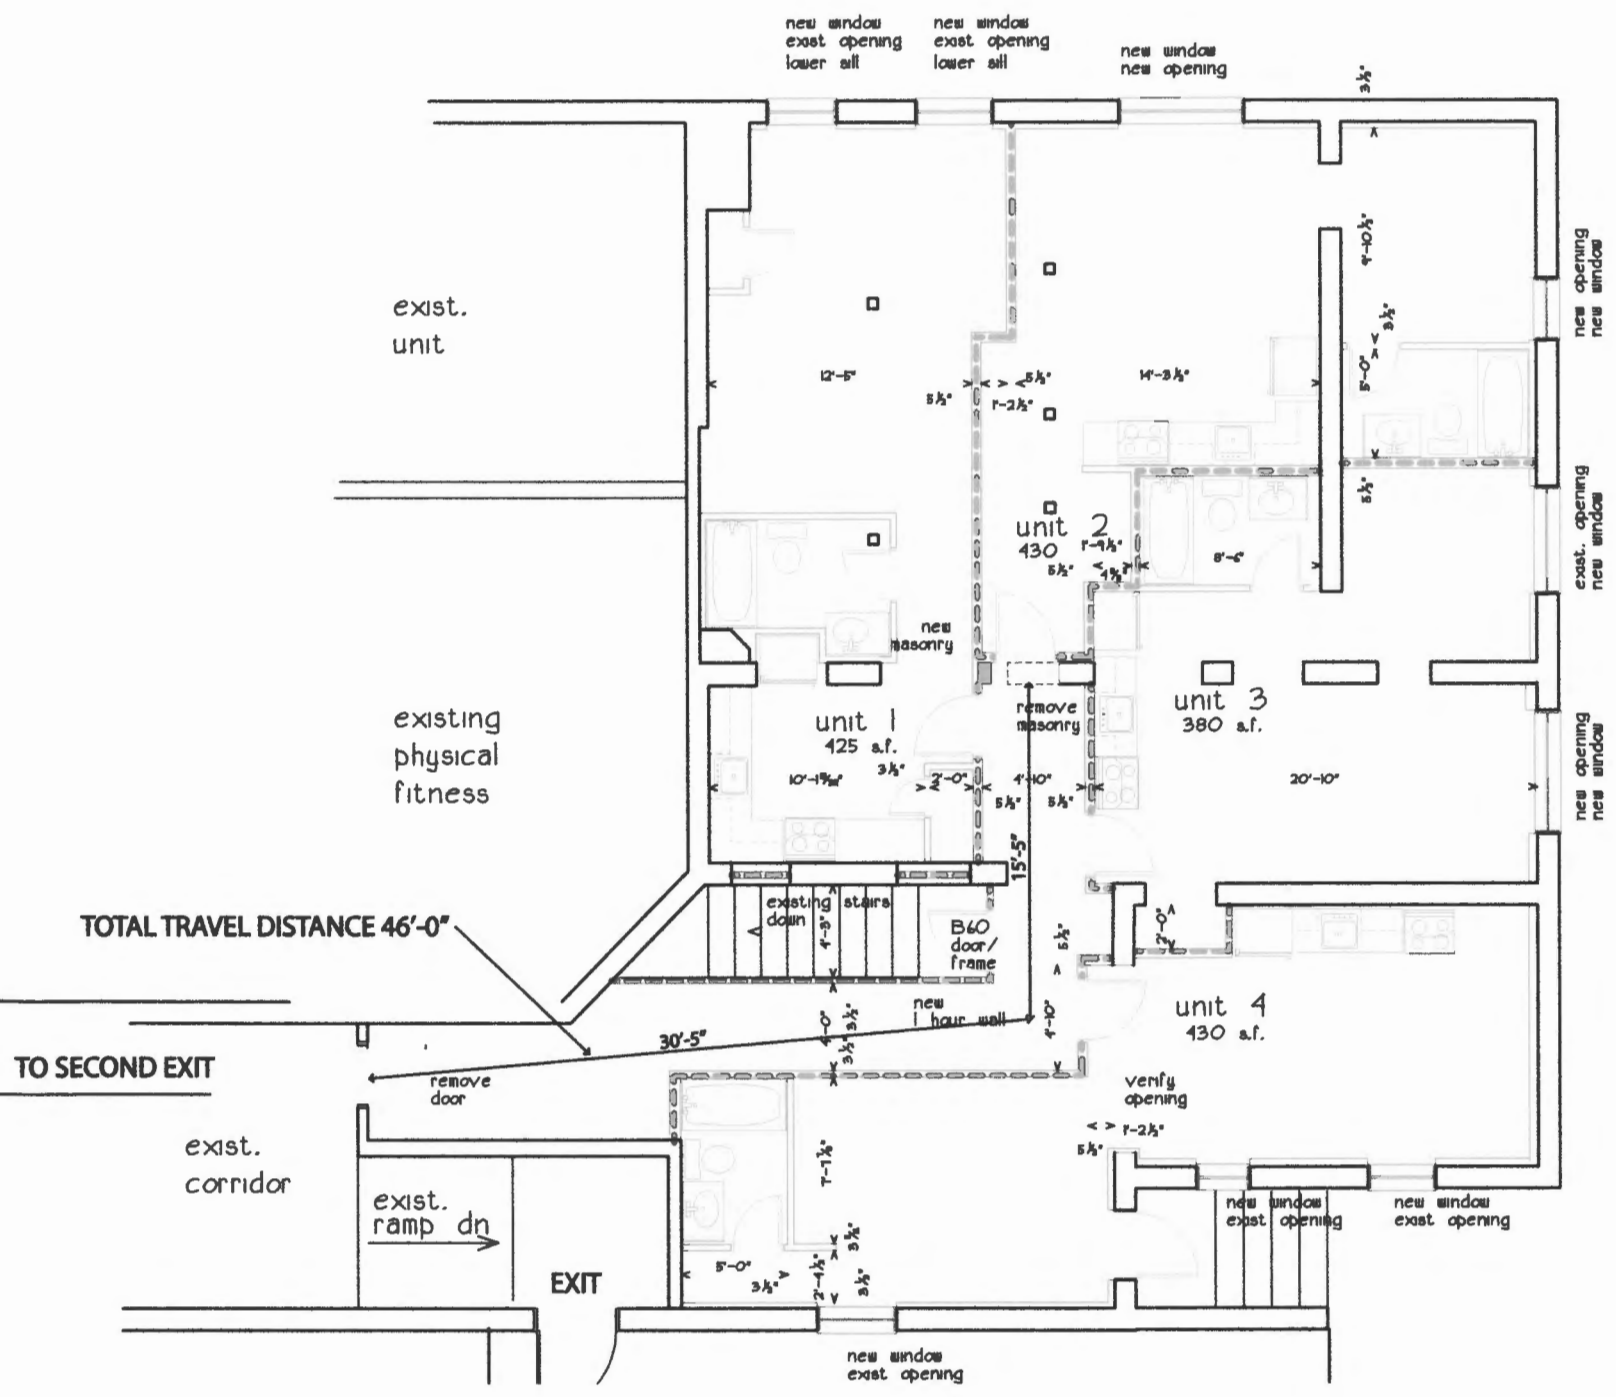 new window
exist opening
lower sill
new window
exist opening
lower sill
new window
new opening
3½"
9'-10½"
new opening
new window
exist.
unit
3½"
5'-0"
12'-5"
5½"
5½"
1'-2½"
14'-3½"
5½"
exist. opening
new window
unit 2
430
1'-9½"
5½"
8'-6"
new
masonry
existing
physical
fitness
unit 1
425 s.f.
remove
masonry
unit 3
380 s.f.
new opening
new window
3½"
2'-0"
4'-10"
5½"
5½"
20'-10"
15'-5"
TOTAL TRAVEL DISTANCE 46'-0"
existing stairs
down
4'-3"
B60
door/
frame
5½"
2'-0"
new
1 hour wall
4'-10"
unit 4
430 s.f.
4'-0"
3½"
3½"
30'-5"
TO SECOND EXIT
remove
door
verify
opening
1'-2½"
5½"
exist.
corridor
exist.
ramp dn
EXIT
3½"
5'-0"
3½"
2'-4½"
3½"
new window
exist opening
new window
exist opening
new window
exist opening